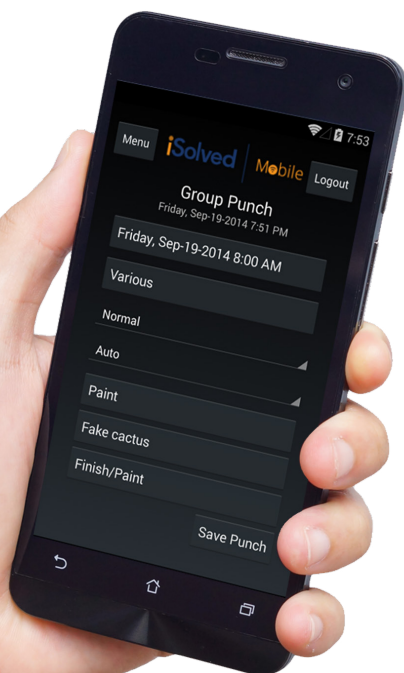 7:53
Menu
iSolved
Mobile
Logout
Group Punch
Friday, Sep-19-2014 7:51 PM
Friday, Sep-19-2014 8:00 AM
Various
Normal
Auto
Paint
Fake cactus
Finish/Paint
Save Punch